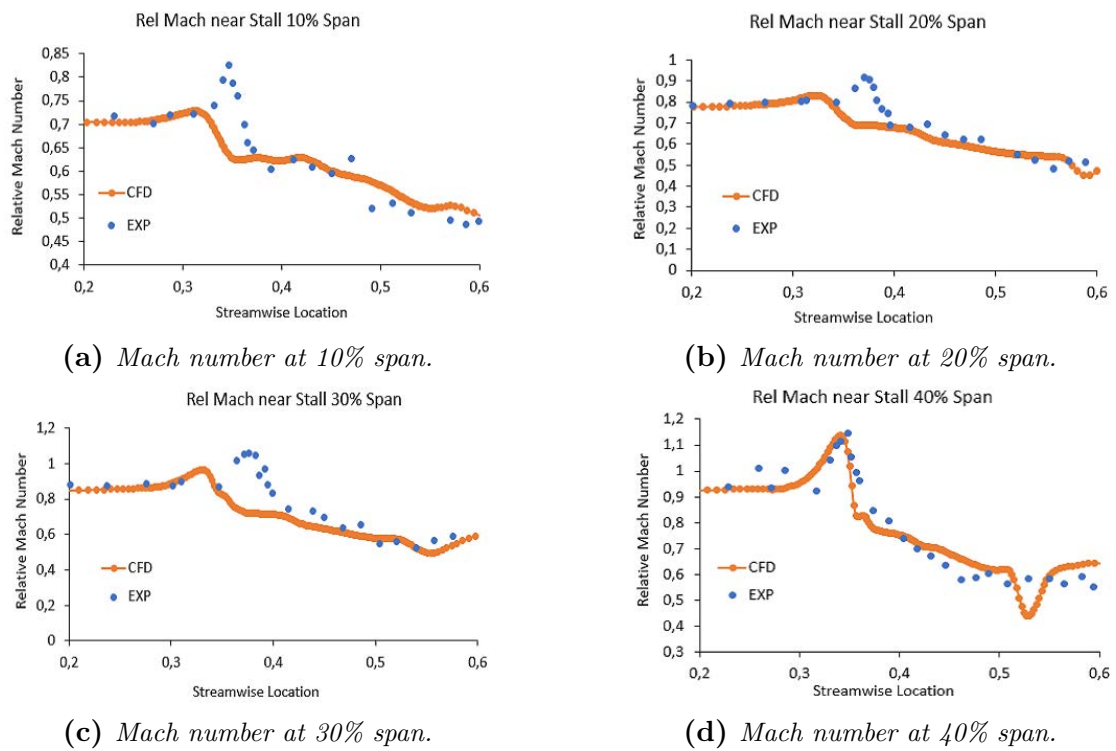 Rel Mach near Stall 10% Span
Relative Mach Number
0,85
0,8
0,75
0,7
0,65
0,6
0,55
0,5
0,45
0,4
CFD
EXP
0,2 0,3 0,4 0,5 0,6
Streamwise Location
(a) Mach number at 10% span.
Rel Mach near Stall 20% Span
Relative Mach Number
1
0,9
0,8
0,7
0,6
0,5
0,4
0,3
0,2
0,1
0
CFD
EXP
0,2 0,3 0,4 0,5 0,6
Streamwise Location
(b) Mach number at 20% span.
Rel Mach near Stall 30% Span
Relative Mach Number
1,2
1
0,8
0,6
0,4
0,2
0
CFD
EXP
0,2 0,3 0,4 0,5 0,6
Streamwise Location
(c) Mach number at 30% span.
Rel Mach near Stall 40% Span
Relative Mach Number
1,2
1,1
1
0,9
0,8
0,7
0,6
0,5
0,4
0,3
CFD
EXP
0,2 0,3 0,4 0,5 0,6
Streamwise Location
(d) Mach number at 40% span.